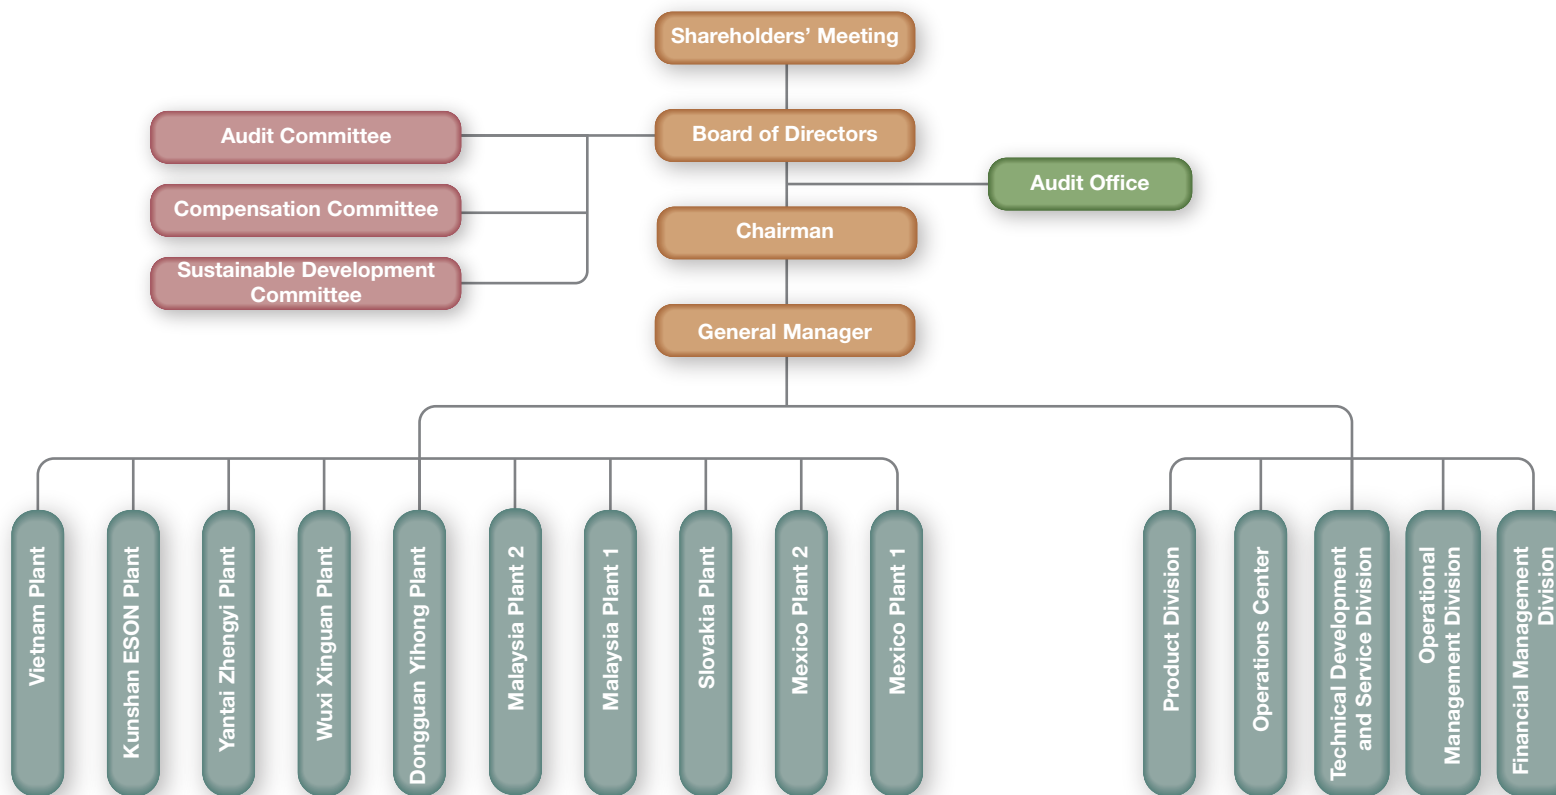 Shareholders’ Meeting
Audit Committee
Board of Directors
Audit Office
Compensation Committee
Chairman
Sustainable Development
Committee
General Manager
Vietnam Plant
Kunshan ESON Plant
Yantai Zhengyi Plant
Wuxi Xinguan Plant
Dongguan Yihong Plant
Malaysia Plant 2
Malaysia Plant 1
Slovakia Plant
Mexico Plant 2
Mexico Plant 1
Product Division
Operations Center
Technical Development
and Service Division
Operational
Management Division
Financial Management
Division